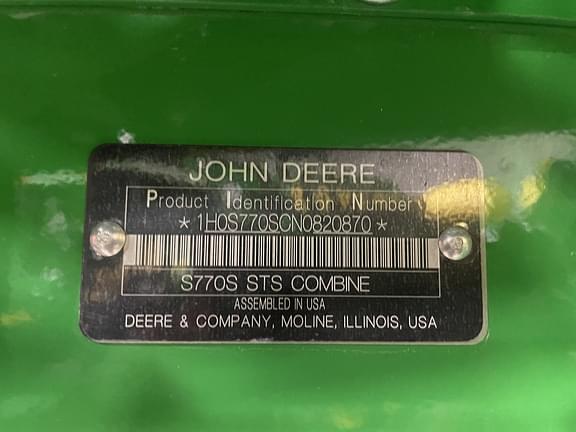 JOHN DEERE
Product Identification Number
*1H0S770SCN0820870*
S770S STS COMBINE
ASSEMBLED IN USA
DEERE & COMPANY, MOLINE, ILLINOIS, USA